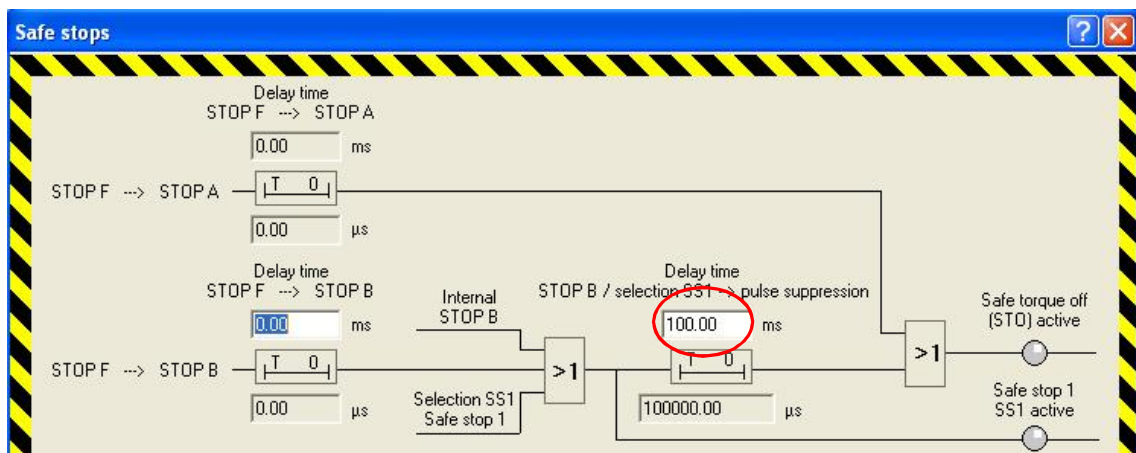 Safe stops
Delay time
STOP F ---> STOP A
0.00 ms
STOP F ---> STOP A
T 0
0.00 µs
Delay time
STOP F ---> STOP B
0.00 ms
STOP F ---> STOP B
T 0
0.00 µs
Internal
STOP B
Selection SS1
Safe stop 1
>1
Delay time
STOP B / selection SS1 --> pulse suppression
100.00 ms
T 0
100000.00 µs
>1
Safe torque off
(STO) active
Safe stop 1
SS1 active